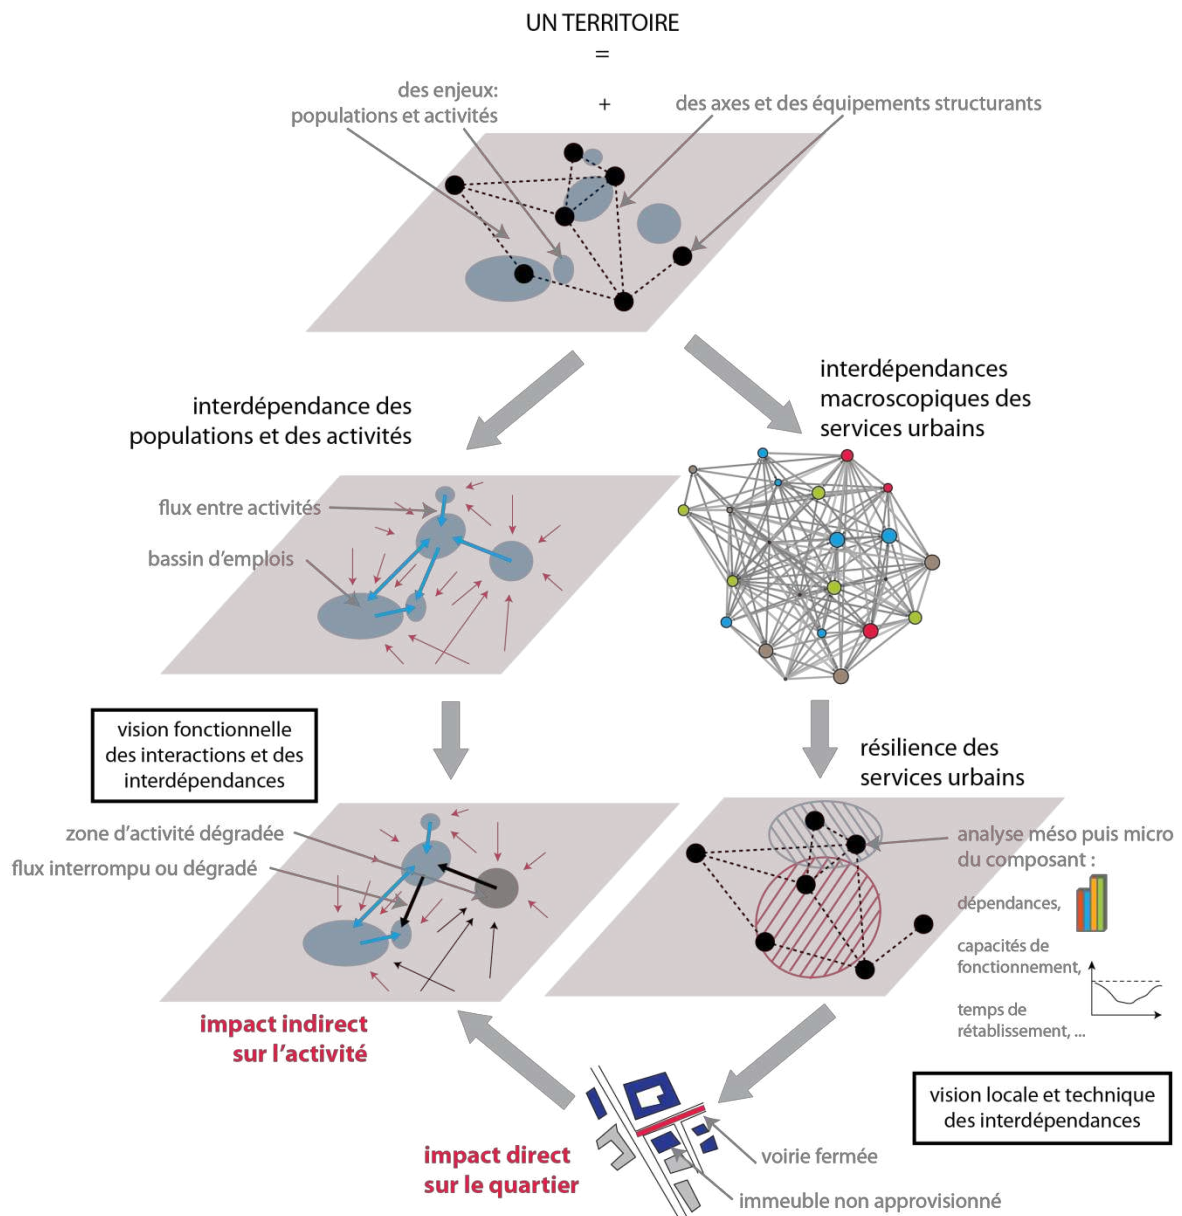 UN TERRITOIRE
=
des enjeux:
populations et activités
+
des axes et des équipements structurants
interdépendance des
populations et des activités
interdépendances
macroscopiques des
services urbains
flux entre activités
bassin d’emplois
vision fonctionnelle
des interactions et des
interdépendances
résilience des
services urbains
zone d’activité dégradée
flux interrompu ou dégradé
analyse méso puis micro
du composant :
dépendances,
capacités de
fonctionnement,
temps de
rétablissement, ...
impact indirect
sur l’activité
vision locale et technique
des interdépendances
impact direct
sur le quartier
voirie fermée
immeuble non approvisionné